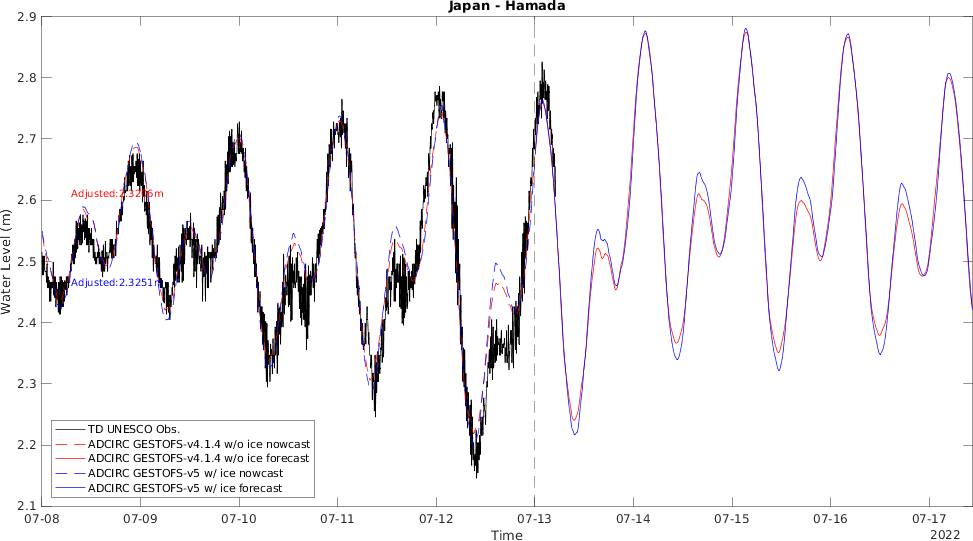 Japan - Hamada
2.9
2.8
2.7
2.6
2.5
2.4
2.3
2.2
2.1
Water Level (m)
Adjusted:2.3251m
TD UNESCO Obs.
ADCIRC GESTOFS-v4.1.4 w/o ice nowcast
ADCIRC GESTOFS-v4.1.4 w/o ice forecast
ADCIRC GESTOFS-v5 w/ ice nowcast
ADCIRC GESTOFS-v5 w/ ice forecast
07-08 07-09 07-10 07-11 07-12 07-13 07-14 07-15 07-16 07-17
Time
2022